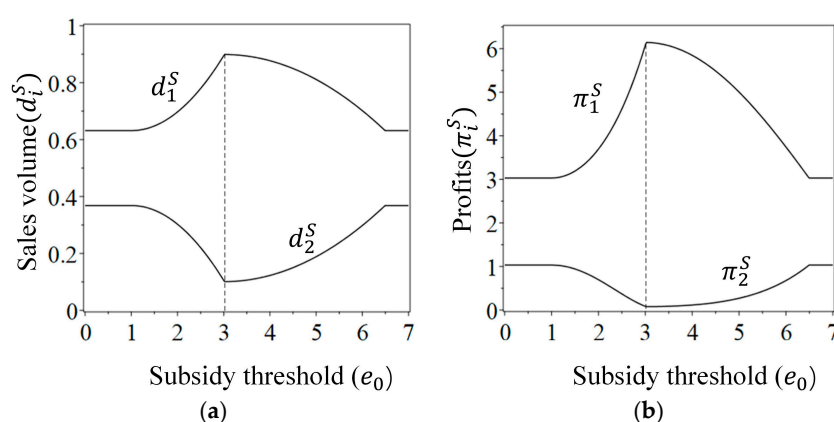 Sales volume(d_i^S)
1
0.8
0.6
0.4
0.2
0
d_1^S
d_2^S
0 1 2 3 4 5 6 7
Subsidy threshold (e_0)
(a)
Profits(π_i^S)
6
5
4
3
2
1
0
π_1^S
π_2^S
0 1 2 3 4 5 6 7
Subsidy threshold (e_0)
(b)